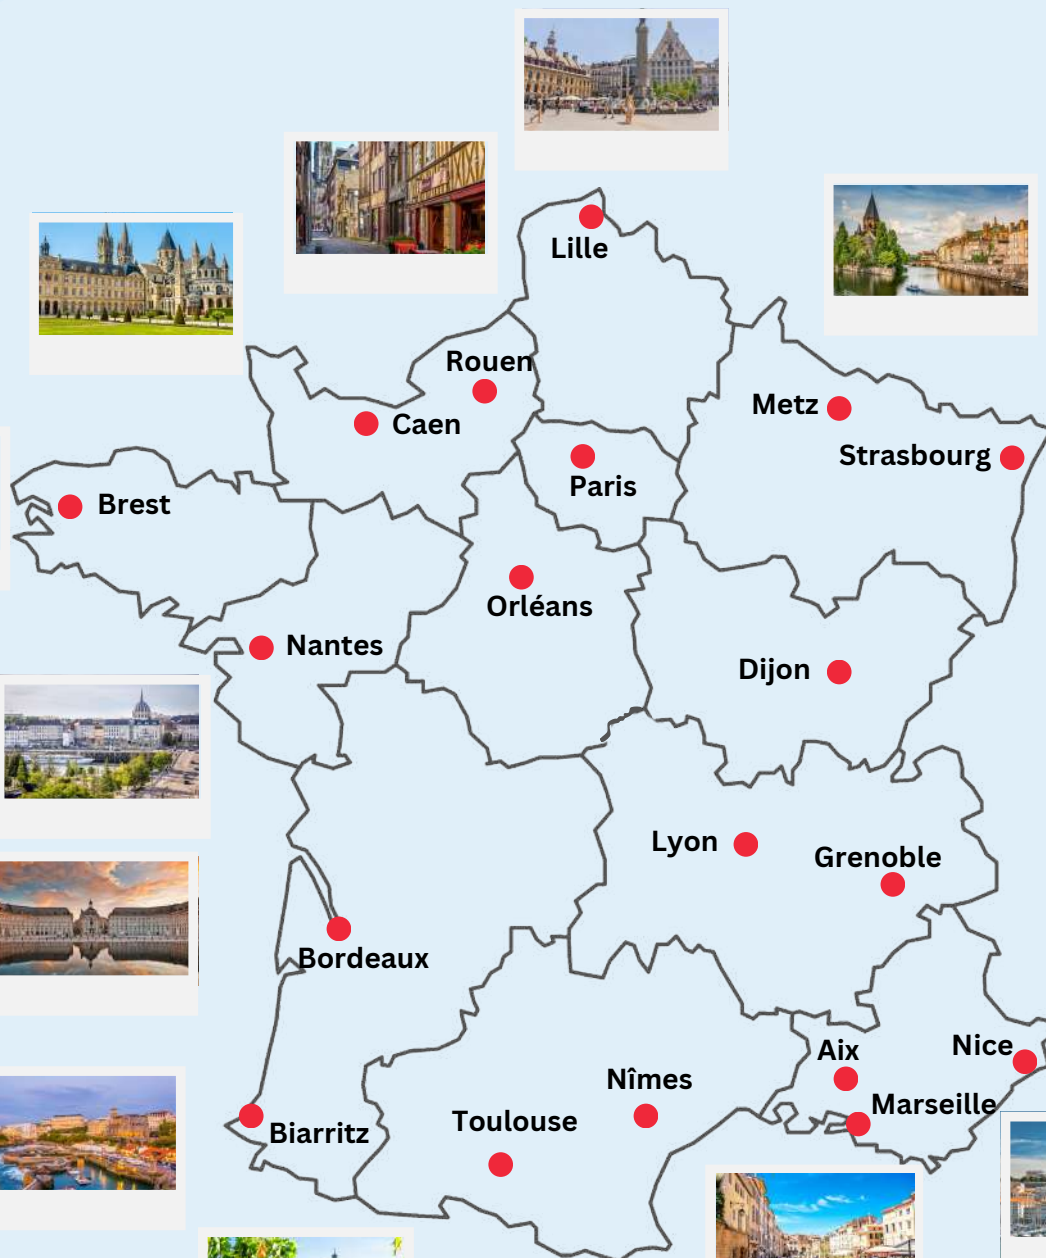 Lille
Rouen
Caen
Metz
Strasbourg
Paris
Brest
Orléans
Nantes
Dijon
Lyon
Grenoble
Bordeaux
Nice
Aix
Nîmes
Marseille
Toulouse
Biarritz